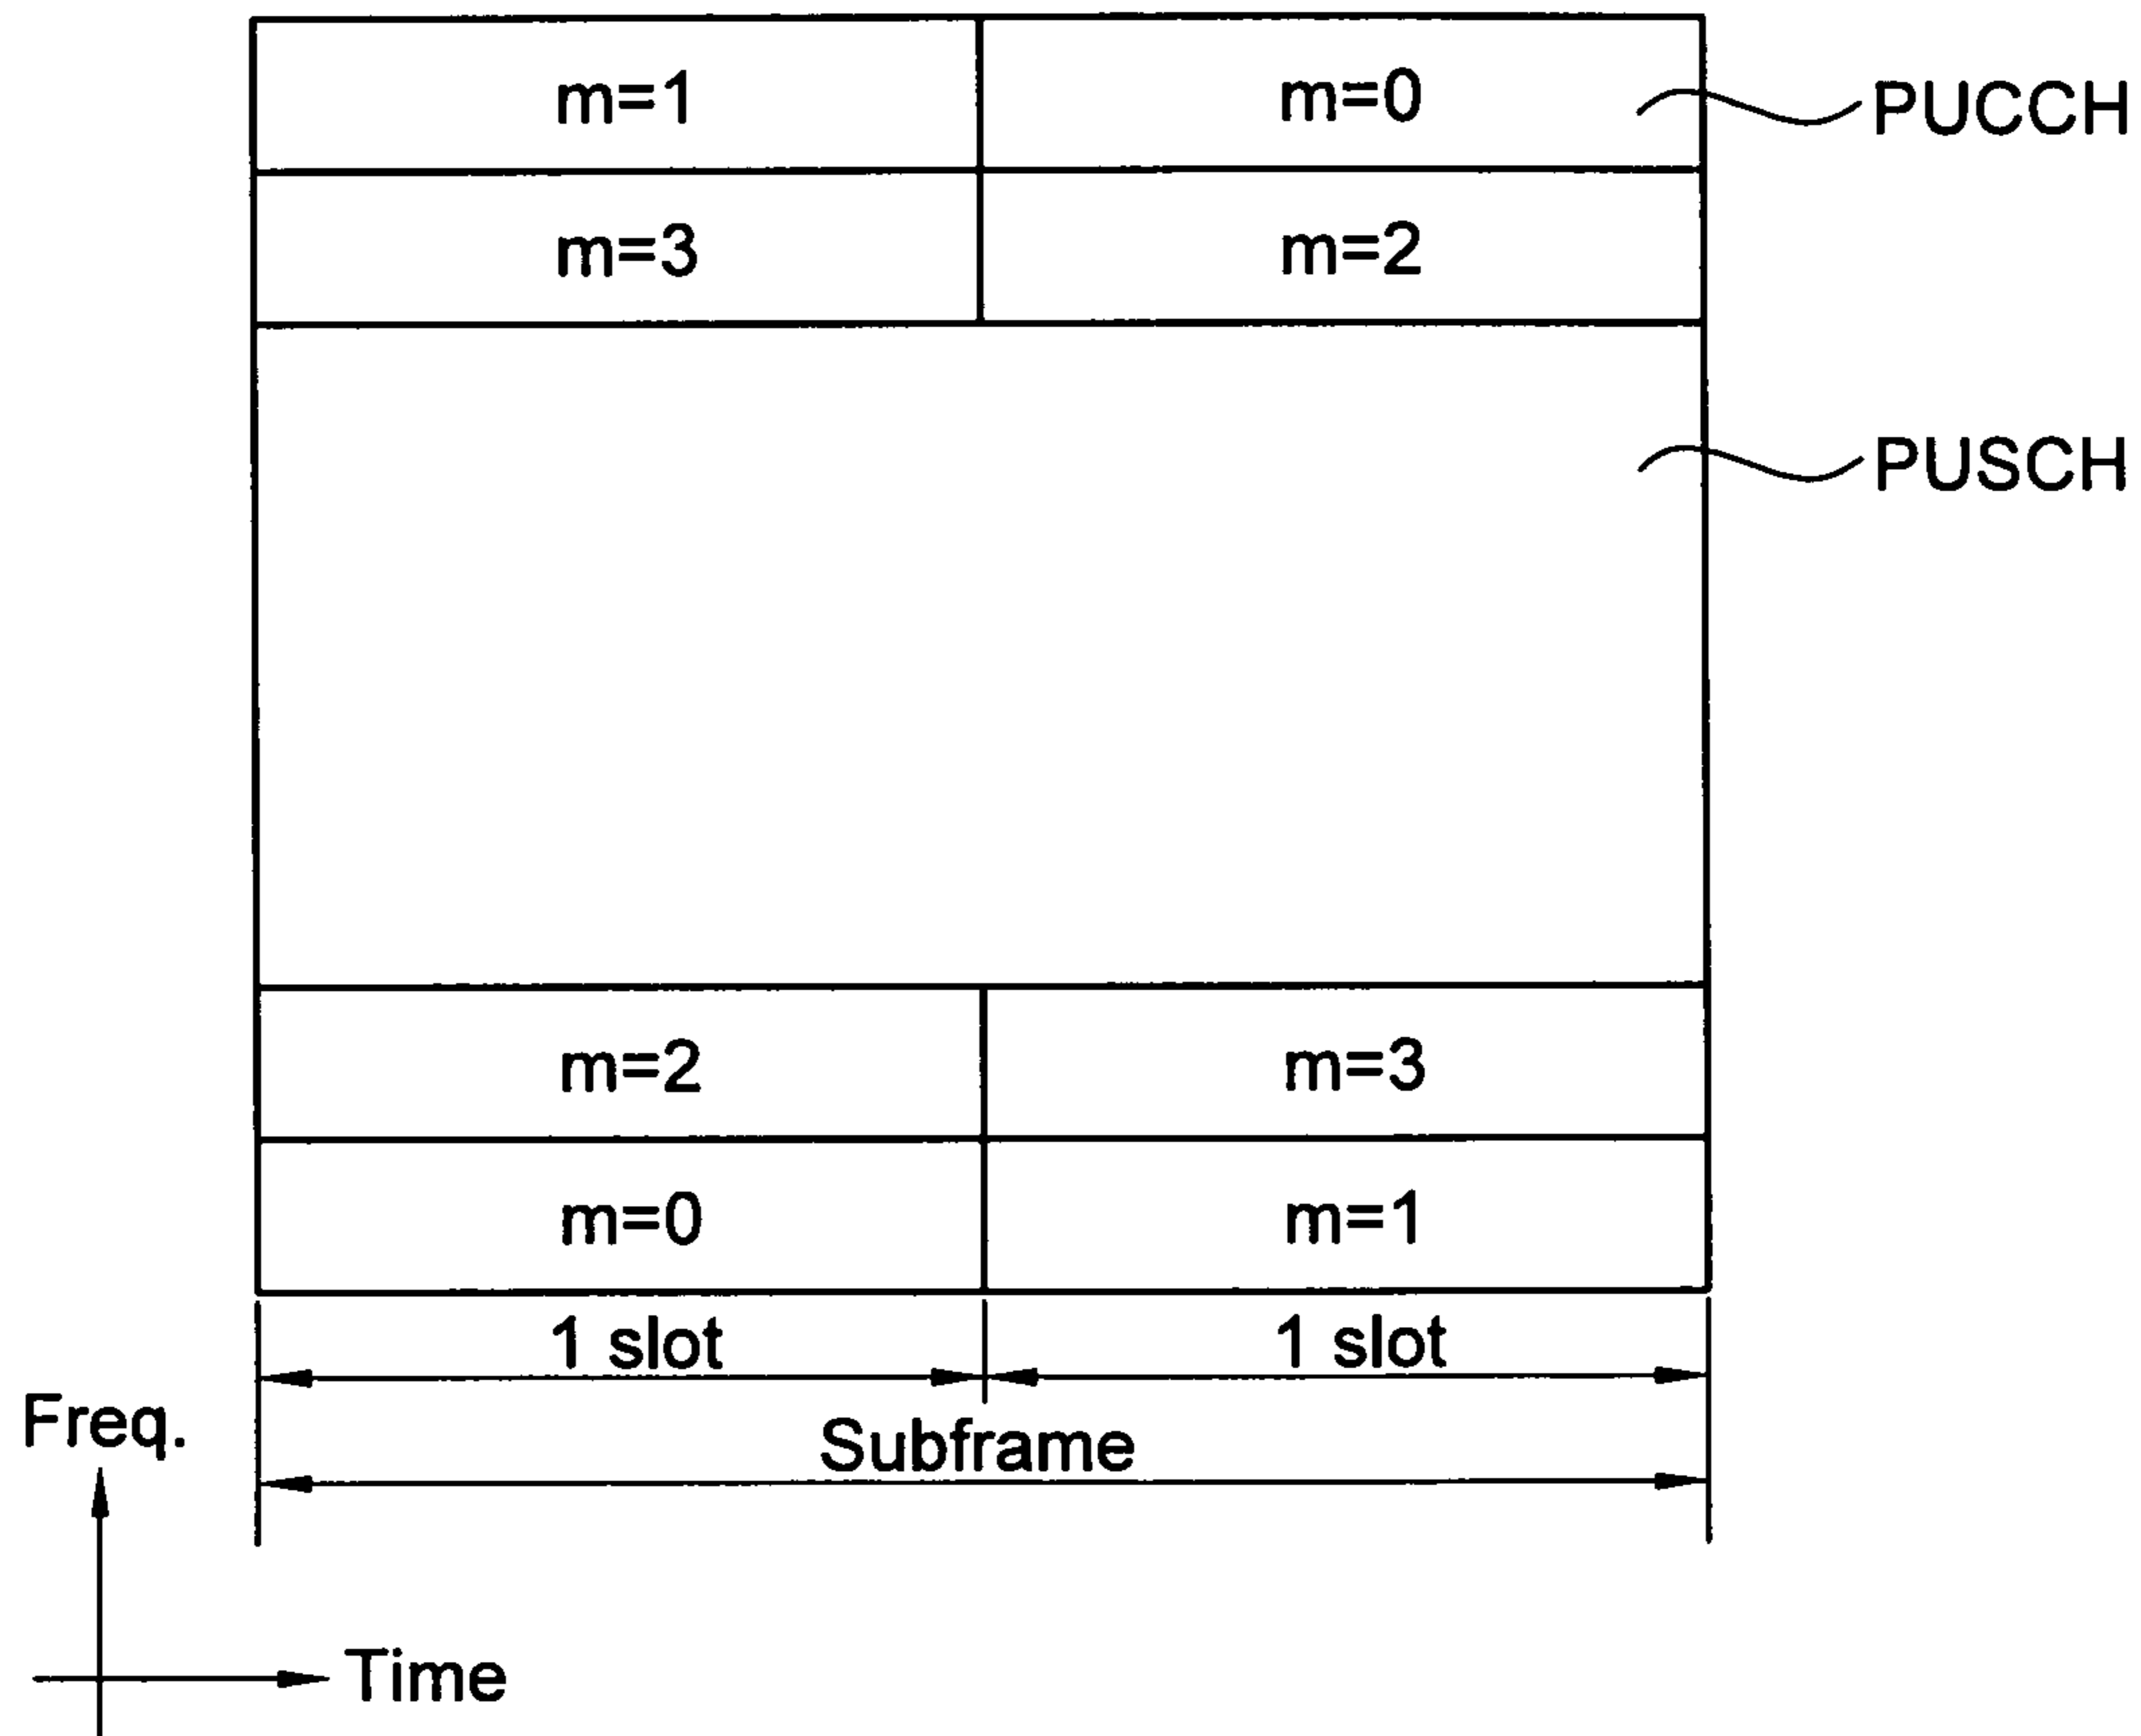 m=1 m=0 PUCCH
m=3 m=2
PUSCH
m=2 m=3
m=0 m=1
1 slot 1 slot
Subframe
Freq.
Time